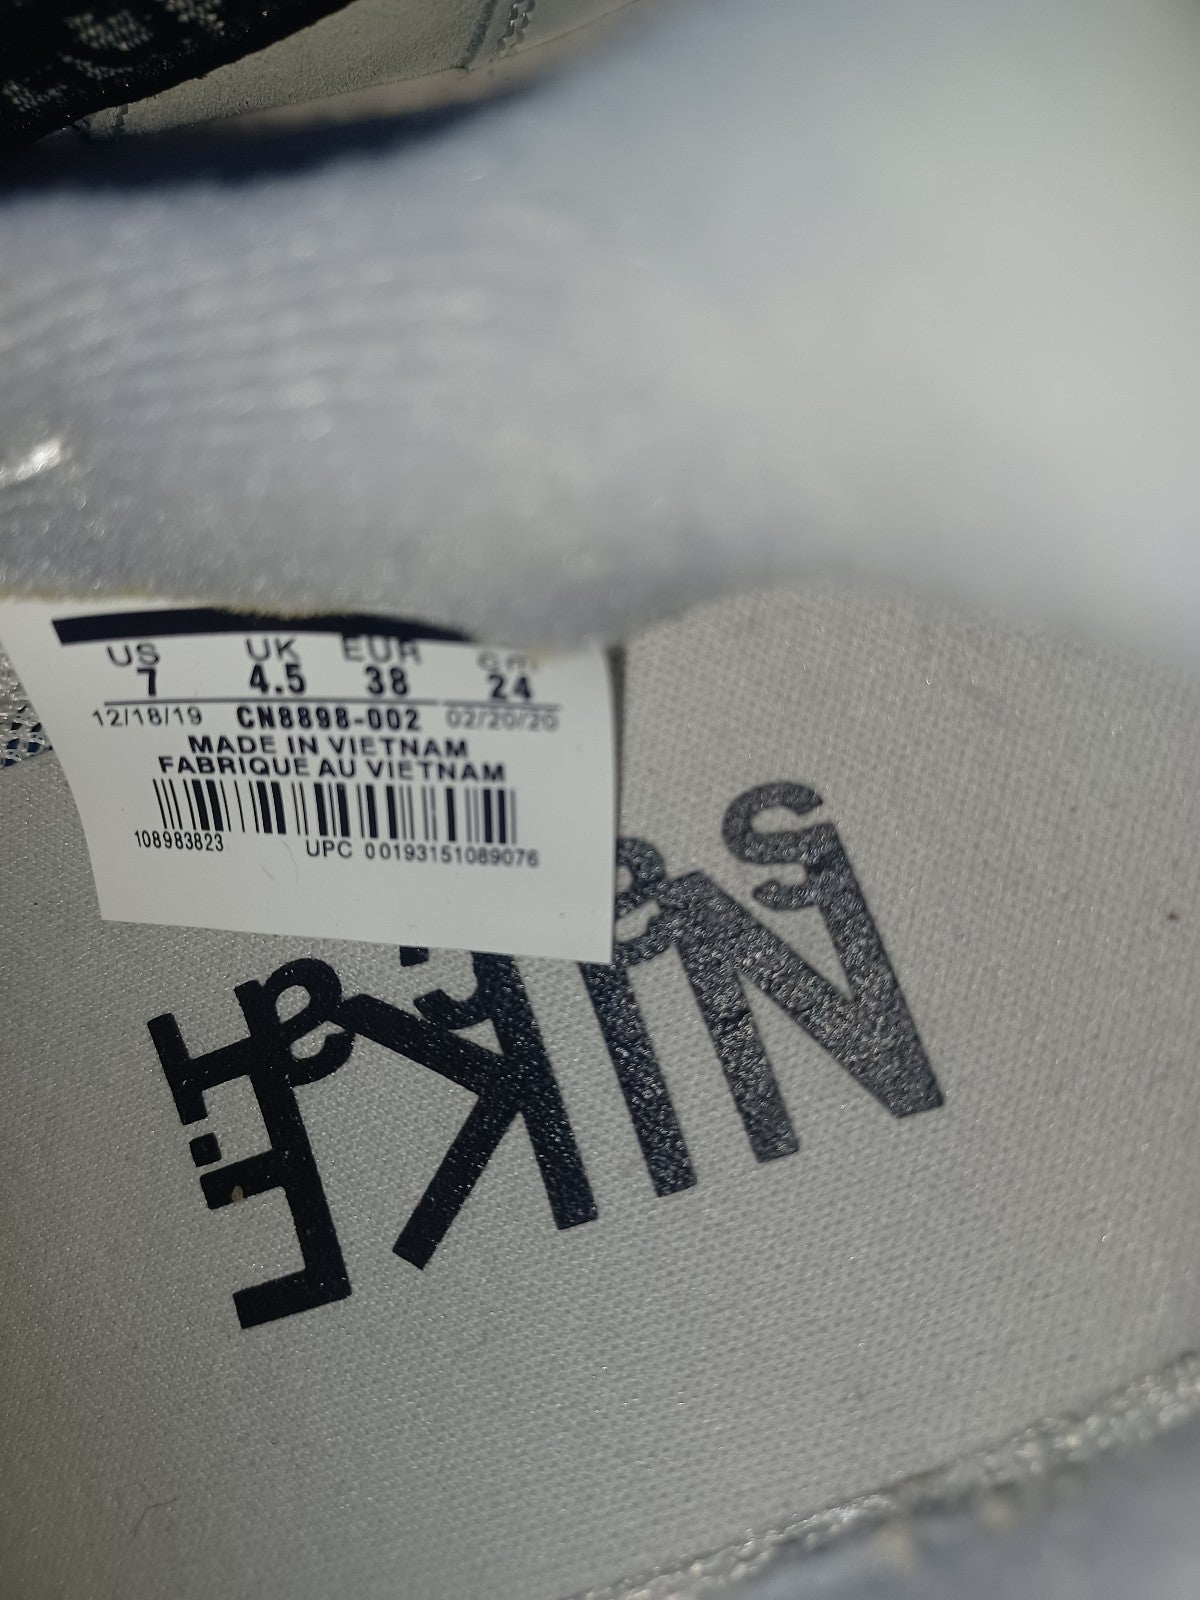 US UK EUR cm
7 4.5 38 24
12/18/19 CN8898-002 02/20/20
MADE IN VIETNAM
FABRIQUE AU VIETNAM
108983823
UPC 00193151089076
NIKE